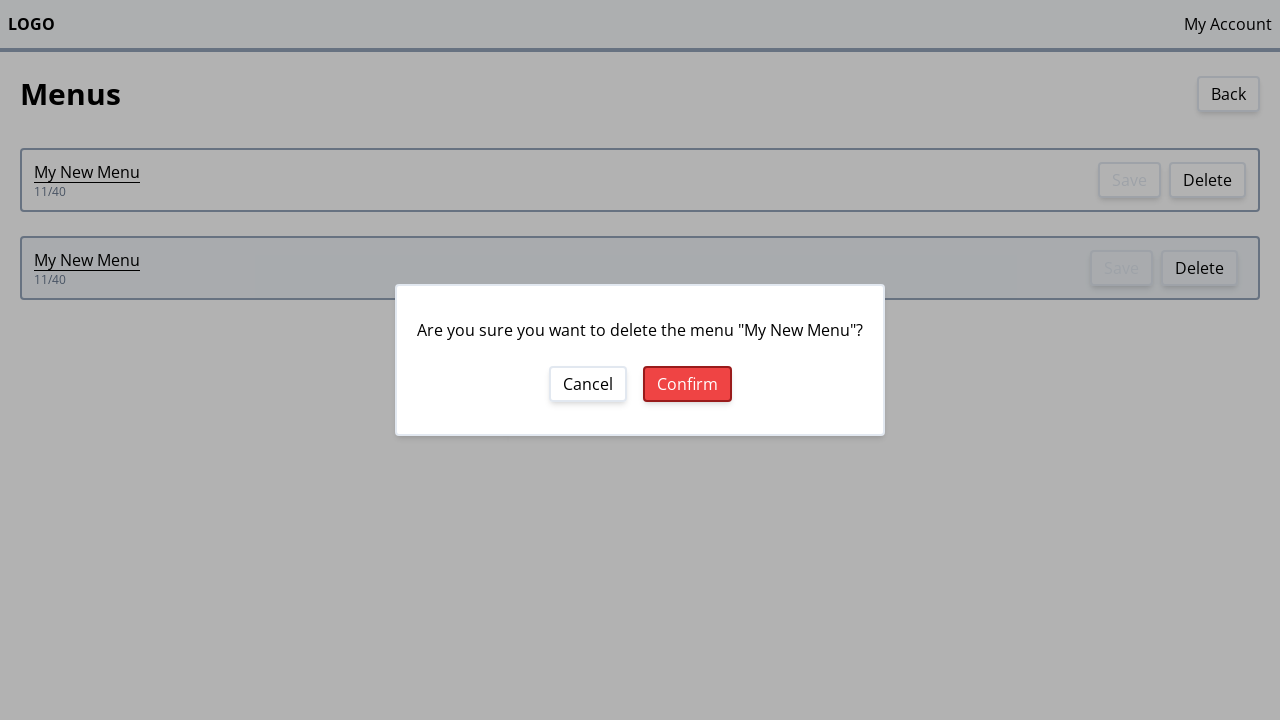 LOGO
My Account
Menus
Back
My New Menu
11/40
Save
Delete
My New Menu
11/40
Save
Delete
Are you sure you want to delete the menu "My New Menu"?
Cancel
Confirm